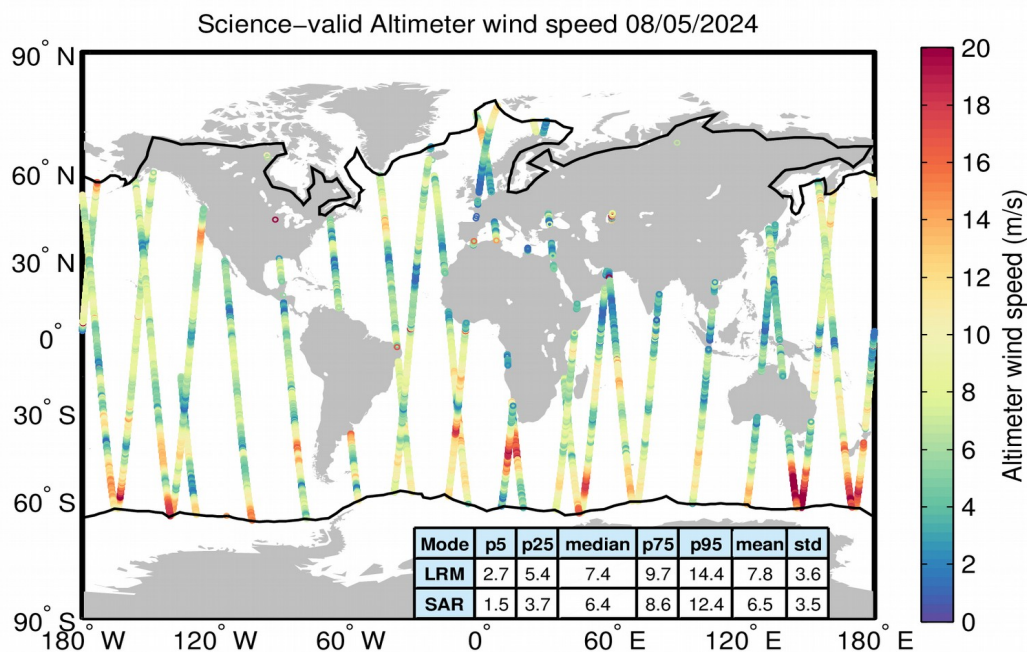 Science−valid Altimeter wind speed 08/05/2024
90° N
60° N
30° N
0°
30° S
60° S
90° S
180° W
120° W
60° W
0°
60° E
120° E
180° E
Mode p5 p25 median p75 p95 mean std
LRM 2.7 5.4 7.4 9.7 14.4 7.8 3.6
SAR 1.5 3.7 6.4 8.6 12.4 6.5 3.5
20
18
16
14
12
10
8
6
4
2
0
Altimeter wind speed (m/s)